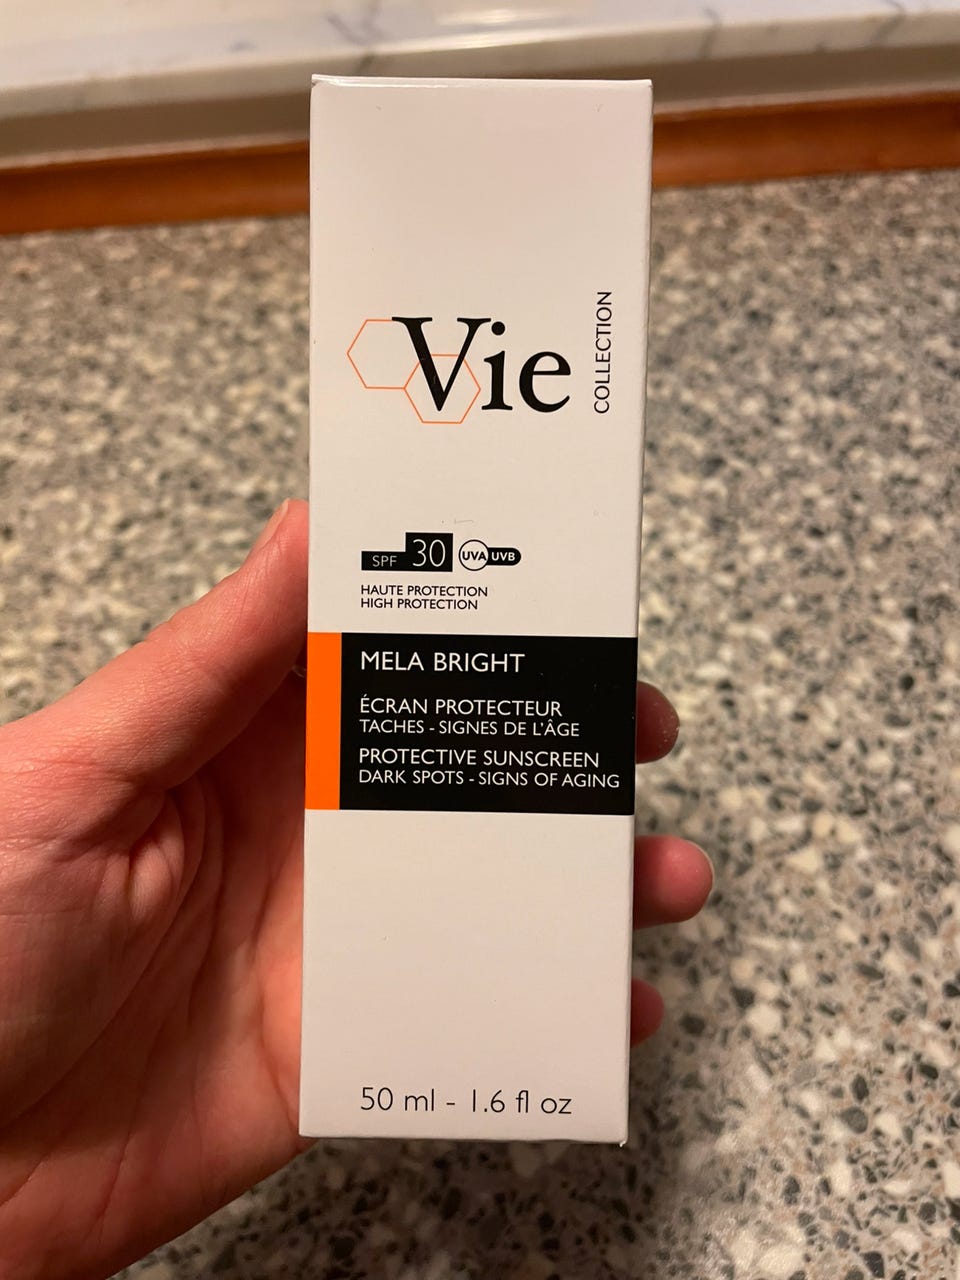 Vie
COLLECTION
SPF 30 UVA UVB
HAUTE PROTECTION
HIGH PROTECTION
MELA BRIGHT
ÉCRAN PROTECTEUR
TACHES - SIGNES DE L'ÂGE
PROTECTIVE SUNSCREEN
DARK SPOTS - SIGNS OF AGING
50 ml - 1.6 fl oz